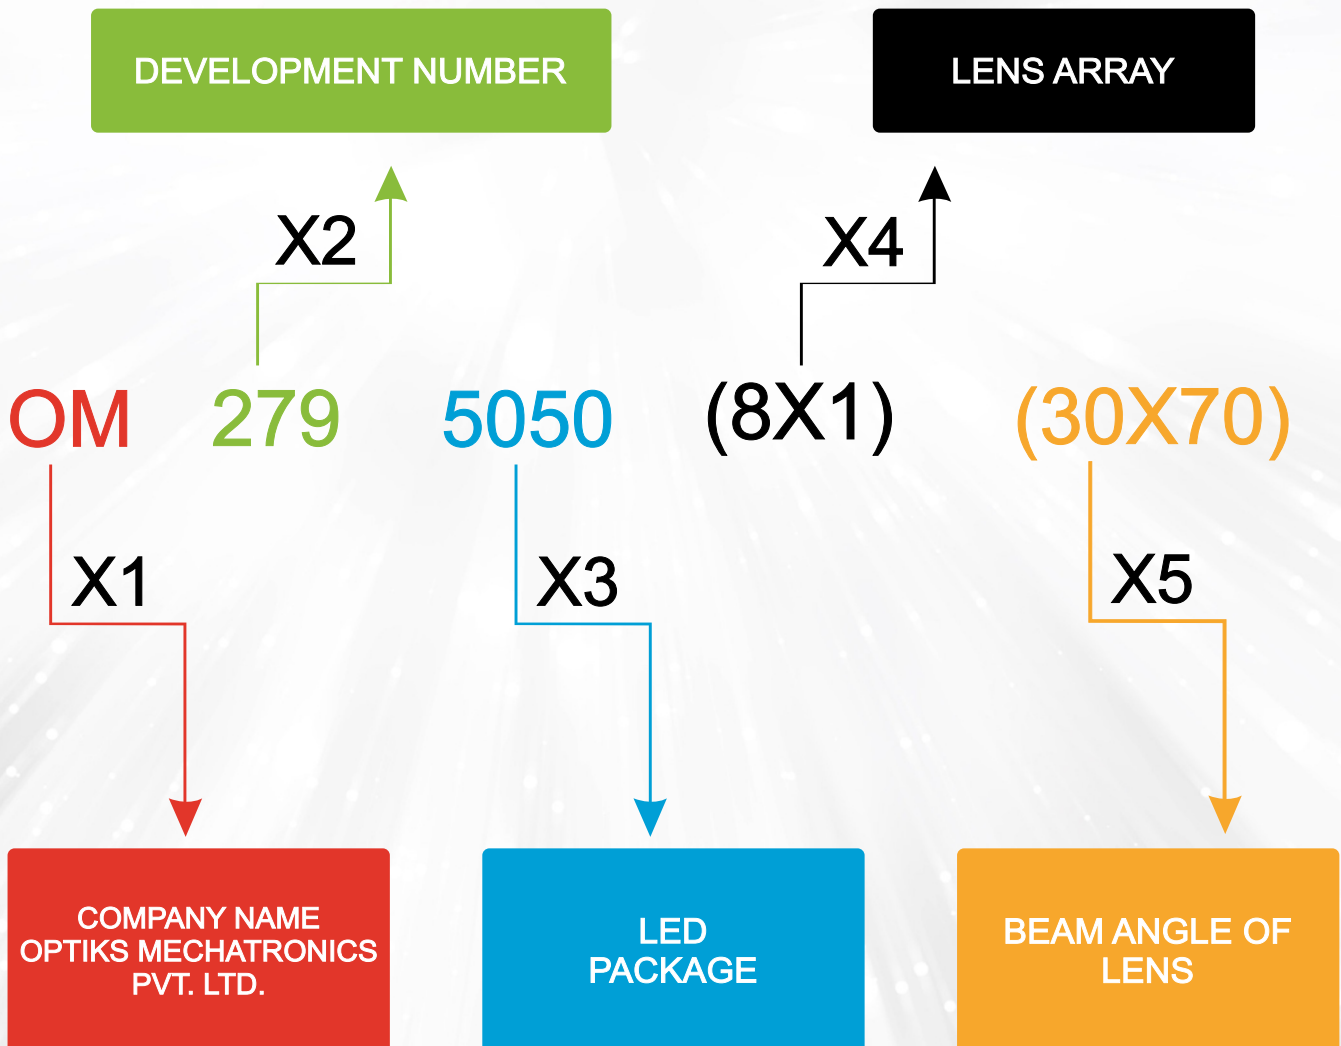 DEVELOPMENT NUMBER
LENS ARRAY
X2
X4
OM 279 5050 (8X1) (30X70)
X1
X3
X5
COMPANY NAME
OPTIKS MECHATRONICS
PVT. LTD.
LED
PACKAGE
BEAM ANGLE OF
LENS